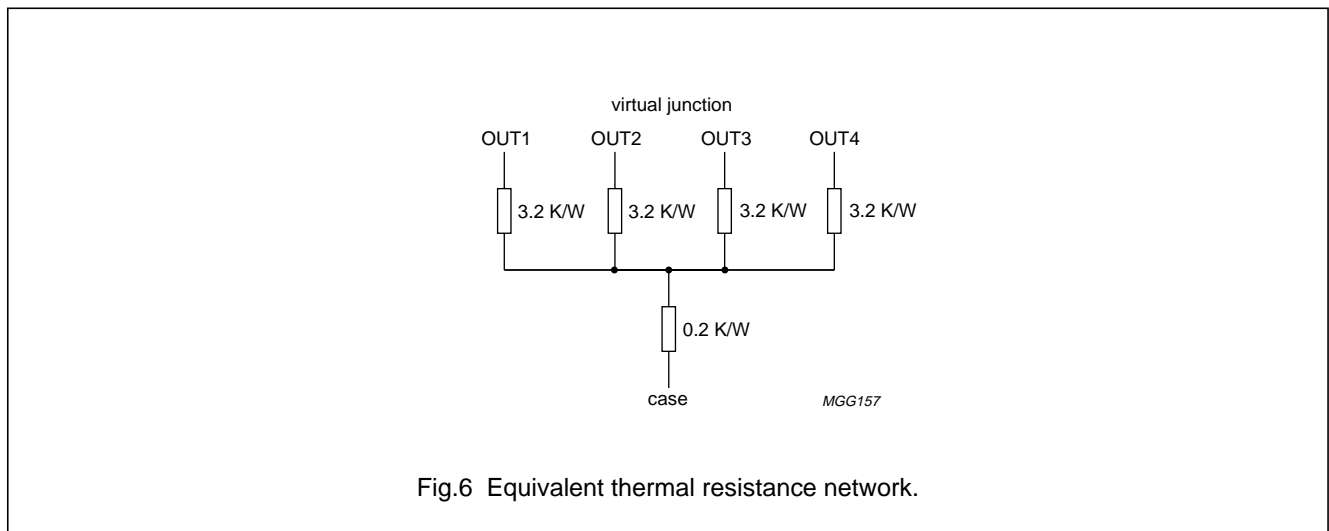 virtual junction
OUT1 OUT2 OUT3 OUT4
3.2 K/W 3.2 K/W 3.2 K/W 3.2 K/W
0.2 K/W
case
MGG157
Fig.6 Equivalent thermal resistance network.